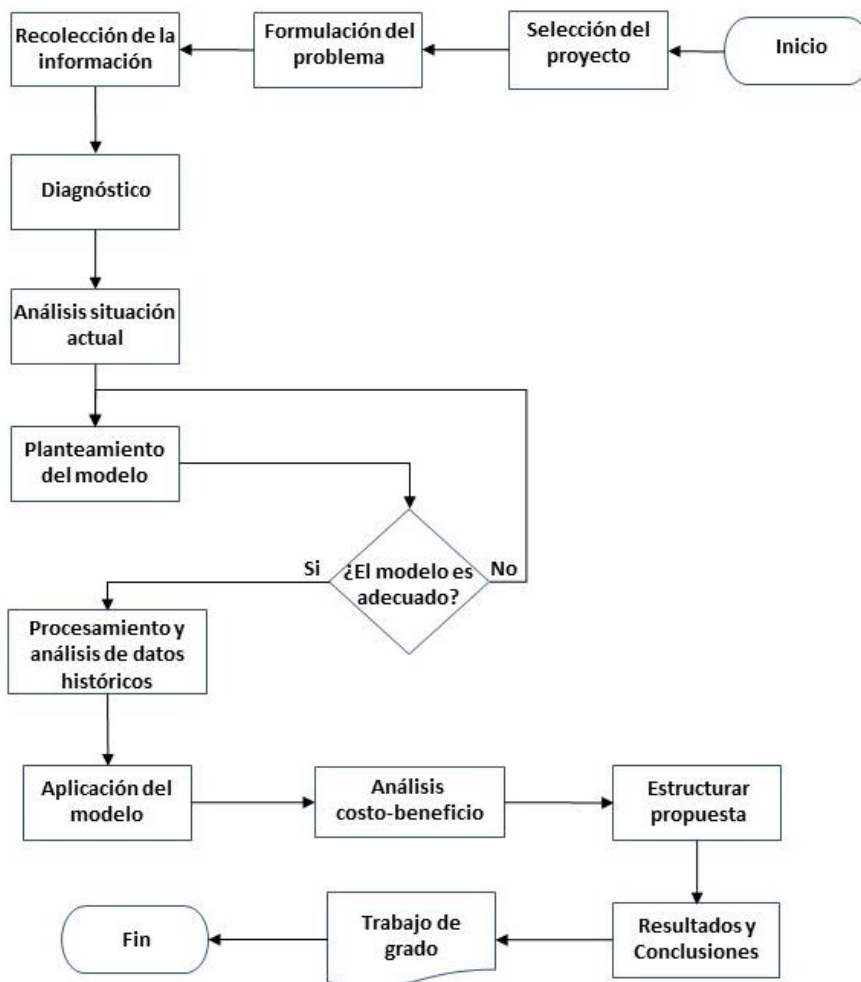 Inicio
Selección del
proyecto
Formulación del
problema
Recolección de la
información
Diagnóstico
Análisis situación
actual
Planteamiento
del modelo
¿El modelo es
adecuado?
Si
No
Procesamiento y
análisis de datos
históricos
Aplicación del
modelo
Análisis
costo-beneficio
Estructurar
propuesta
Resultados y
Conclusiones
Trabajo de
grado
Fin